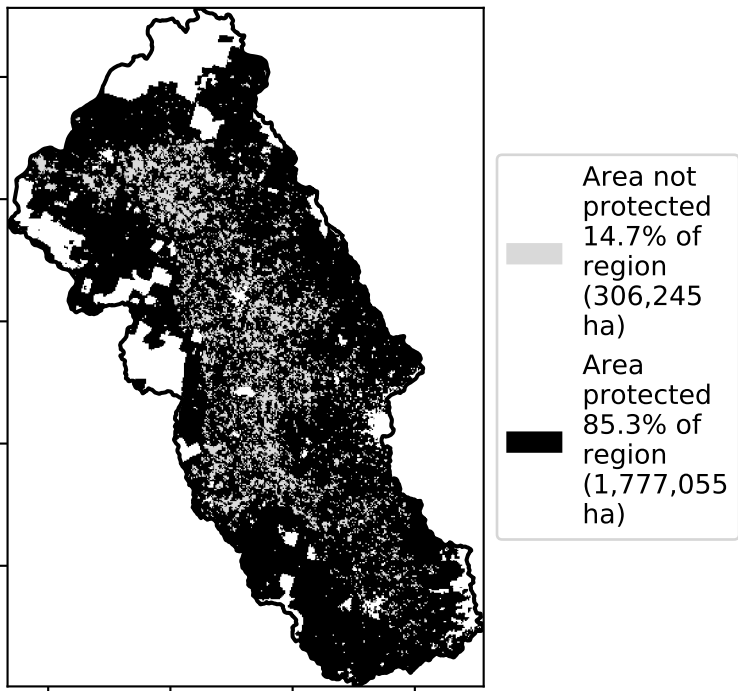 Area not
protected
14.7% of
region
(306,245
ha)
Area
protected
85.3% of
region
(1,777,055
ha)